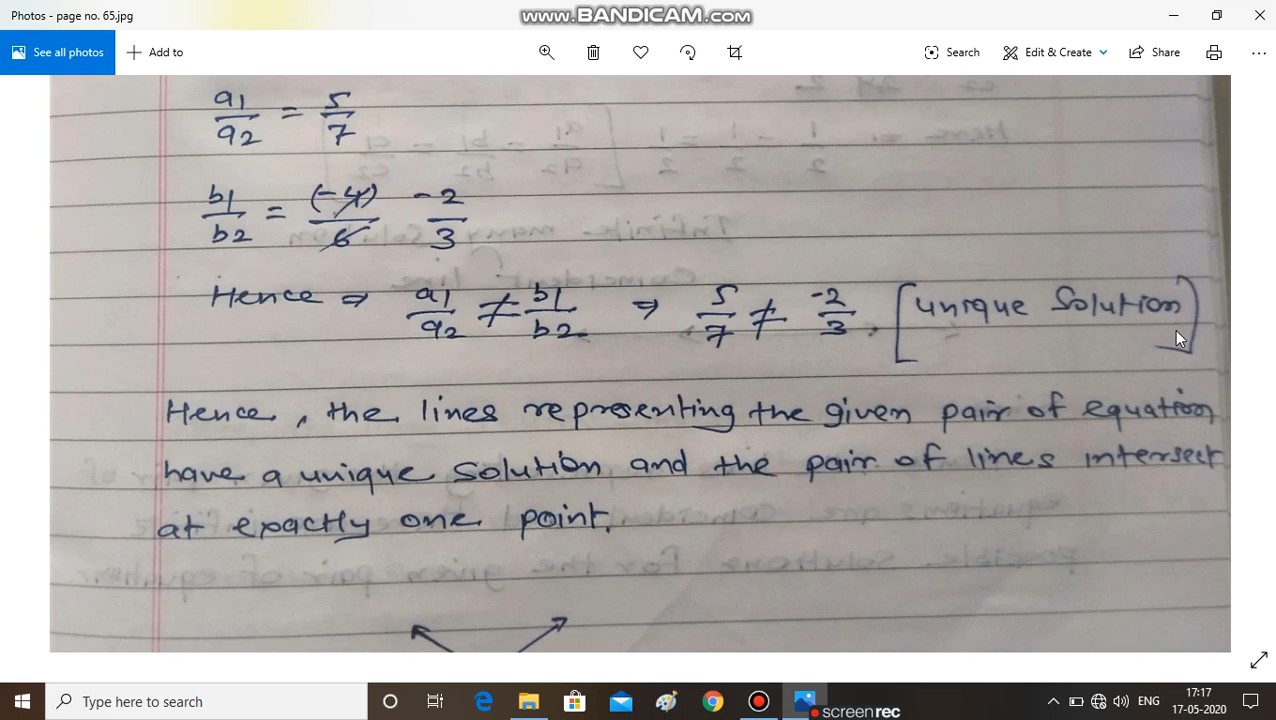 Photos - page no. 65.jpg
www.BANDICAM.com
See all photos
Add to
Search
Edit & Create
Share
a1/a2 = 5/7
b1/b2 = (-4)/6 -2/3
Hence ⇒ a1/a2 ≠ b1/b2 ⇒ 5/7 ≠ -2/3. [unique Solution]
Hence, the lines representing the given pair of equation
have a unique solution and the pair of lines intersect
at exactly one point.
Type here to search
ENG
17:17
17-05-2020
screen rec